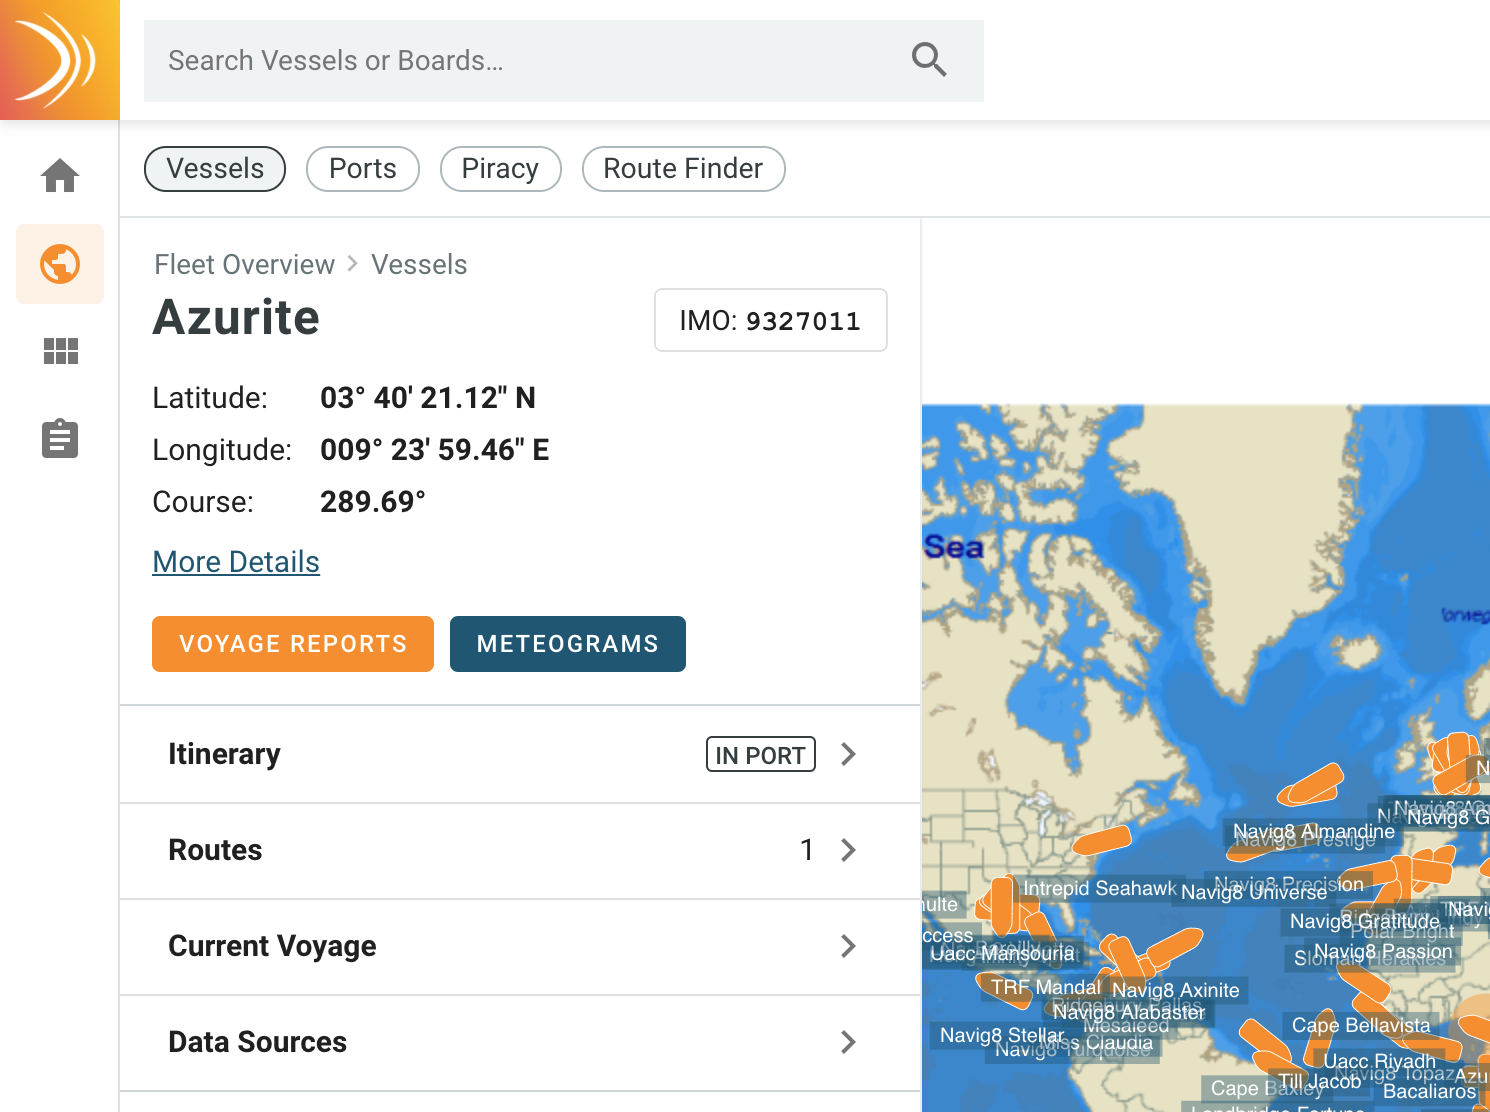 Search Vessels or Boards...
Vessels
Ports
Piracy
Route Finder
Fleet Overview > Vessels
Azurite
IMO: 9327011
Latitude: 03° 40' 21.12" N
Longitude: 009° 23' 59.46" E
Course: 289.69°
More Details
VOYAGE REPORTS
METEOGRAMS
Itinerary
IN PORT
Routes
1
Current Voyage
Data Sources
Sea
Navig8 Almandine
Navig8 Prestige
Intrepid Seahawk
Navig8 Precision
Navig8 Universe
Navig8 Gratitude
Polar Bright
Navig8 Passion
Uacc Mansouria
TRF Mandal
Navig8 Axinite
Ridgebury Pallas
Navig8 Alabaster
Mesaieed
Navig8 Stellar
Miss Claudia
Navig8 Turquoise
Cape Bellavista
Uacc Riyadh
Navig8 Topaz
Till Jacob
Cape Baxley
Bacaliaros